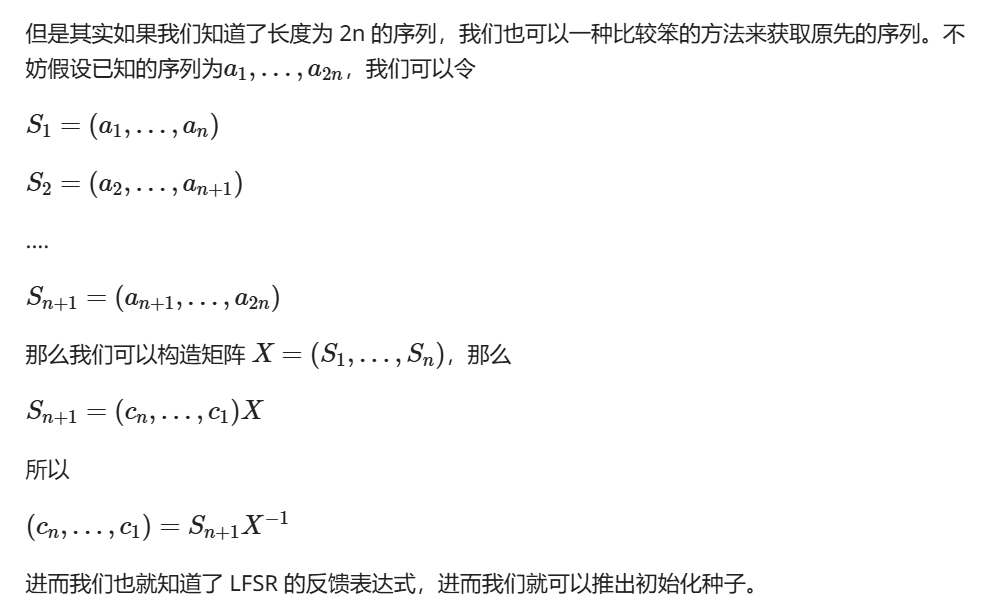 但是其实如果我们知道了长度为 2n 的序列，我们也可以一种比较笨的方法来获取原先的序列。不
妨假设已知的序列为$a_1,\ldots,a_{2n}$，我们可以令
$S_1=(a_1,\ldots,a_n)$
$S_2=(a_2,\ldots,a_{n+1})$
....
$S_{n+1}=(a_{n+1},\ldots,a_{2n})$
那么我们可以构造矩阵 $X=(S_1,\ldots,S_n)$，那么
$S_{n+1}=(c_n,\ldots,c_1)X$
所以
$(c_n,\ldots,c_1)=S_{n+1}X^{-1}$
进而我们也就知道了 LFSR 的反馈表达式，进而我们就可以推出初始化种子。